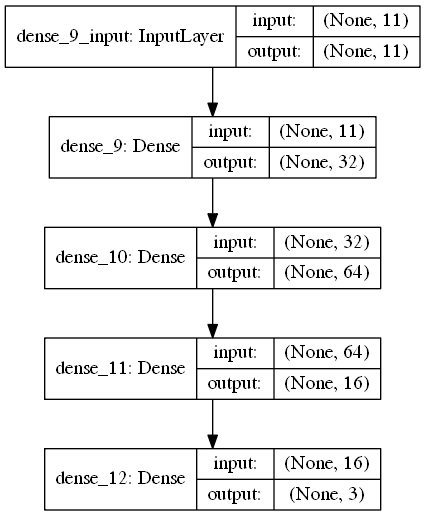 dense_9_input: InputLayer
input: (None, 11)
output: (None, 11)
dense_9: Dense
input: (None, 11)
output: (None, 32)
dense_10: Dense
input: (None, 32)
output: (None, 64)
dense_11: Dense
input: (None, 64)
output: (None, 16)
dense_12: Dense
input: (None, 16)
output: (None, 3)